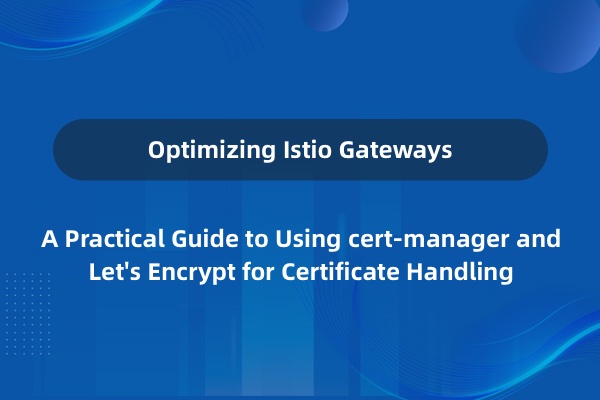 Optimizing Istio Gateways
A Practical Guide to Using cert-manager and
Let's Encrypt for Certificate Handling